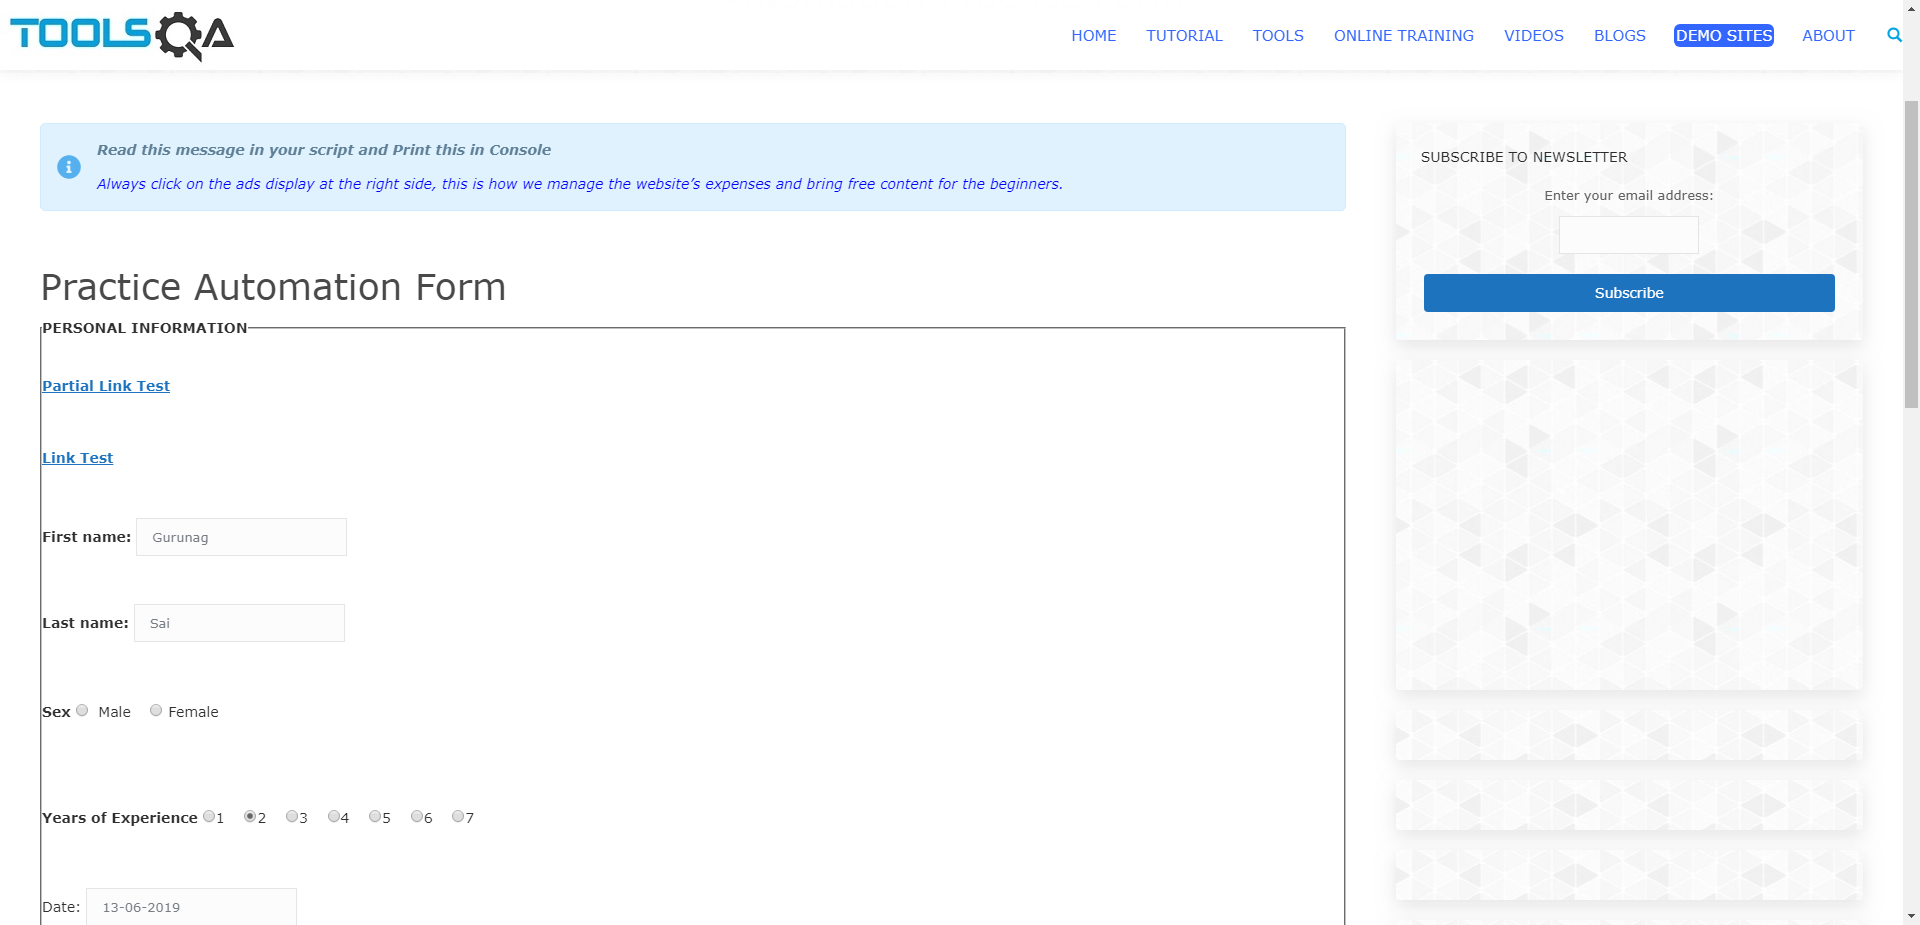 TOOLSQA
HOME TUTORIAL TOOLS ONLINE TRAINING VIDEOS BLOGS DEMO SITES ABOUT
Read this message in your script and Print this in Console
Always click on the ads display at the right side, this is how we manage the website’s expenses and bring free content for the beginners.
Practice Automation Form
PERSONAL INFORMATION
Partial Link Test
Link Test
First name: Gurunag
Last name: Sai
Sex Male Female
Years of Experience 1 2 3 4 5 6 7
Date: 13-06-2019
SUBSCRIBE TO NEWSLETTER
Enter your email address:
Subscribe